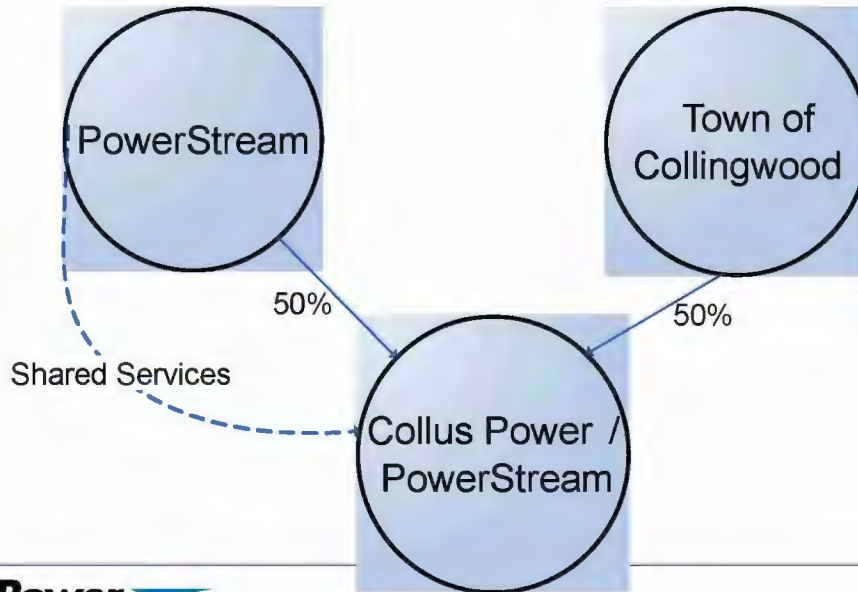 PowerStream
Town of
Collingwood
50%
50%
Shared Services
Collus Power /
PowerStream